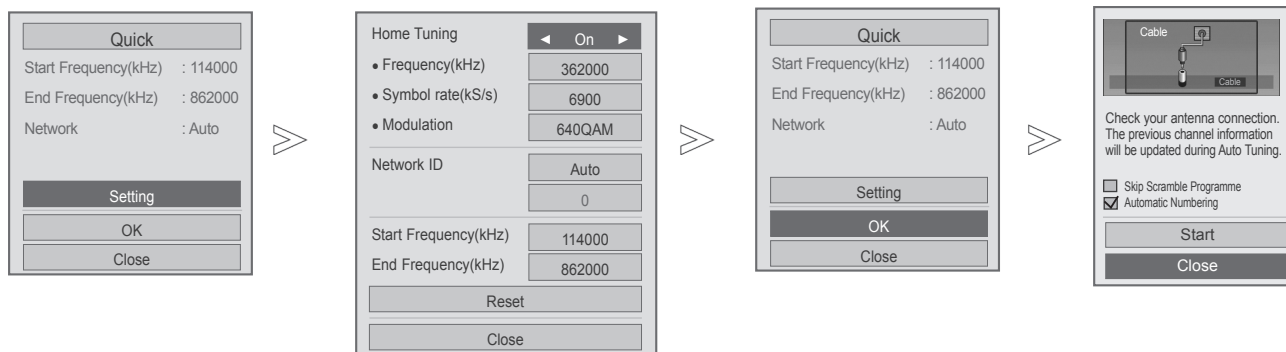 Quick
Start Frequency(kHz) : 114000
End Frequency(kHz) : 862000
Network : Auto
Setting
OK
Close
Home Tuning ◄ On ►
• Frequency(kHz) 362000
• Symbol rate(kS/s) 6900
• Modulation 640QAM
Network ID Auto
0
Start Frequency(kHz) 114000
End Frequency(kHz) 862000
Reset
Close
Quick
Start Frequency(kHz) : 114000
End Frequency(kHz) : 862000
Network : Auto
Setting
OK
Close
Cable
Cable
Check your antenna connection.
The previous channel information
will be updated during Auto Tuning.
Skip Scramble Programme
Automatic Numbering
Start
Close